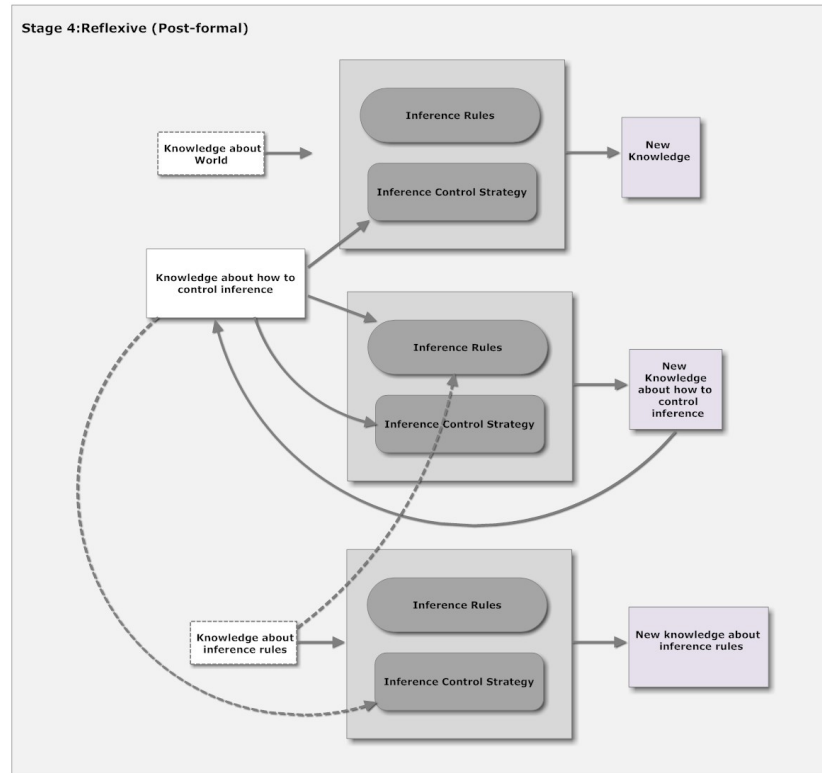 Stage 4:Reflexive (Post-formal)
Inference Rules
Knowledge about
World
New
Knowledge
Inference Control Strategy
Knowledge about how to
control inference
Inference Rules
New
Knowledge
about how to
control
inference
Inference Control Strategy
Inference Rules
Knowledge about
inference rules
New knowledge about
inference rules
Inference Control Strategy